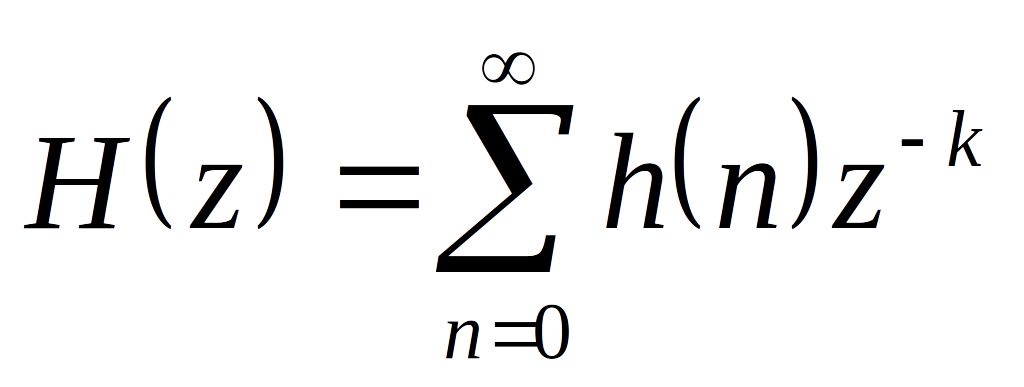 H(z) = ∑_{n=0}^{∞} h(n) z^{- k}